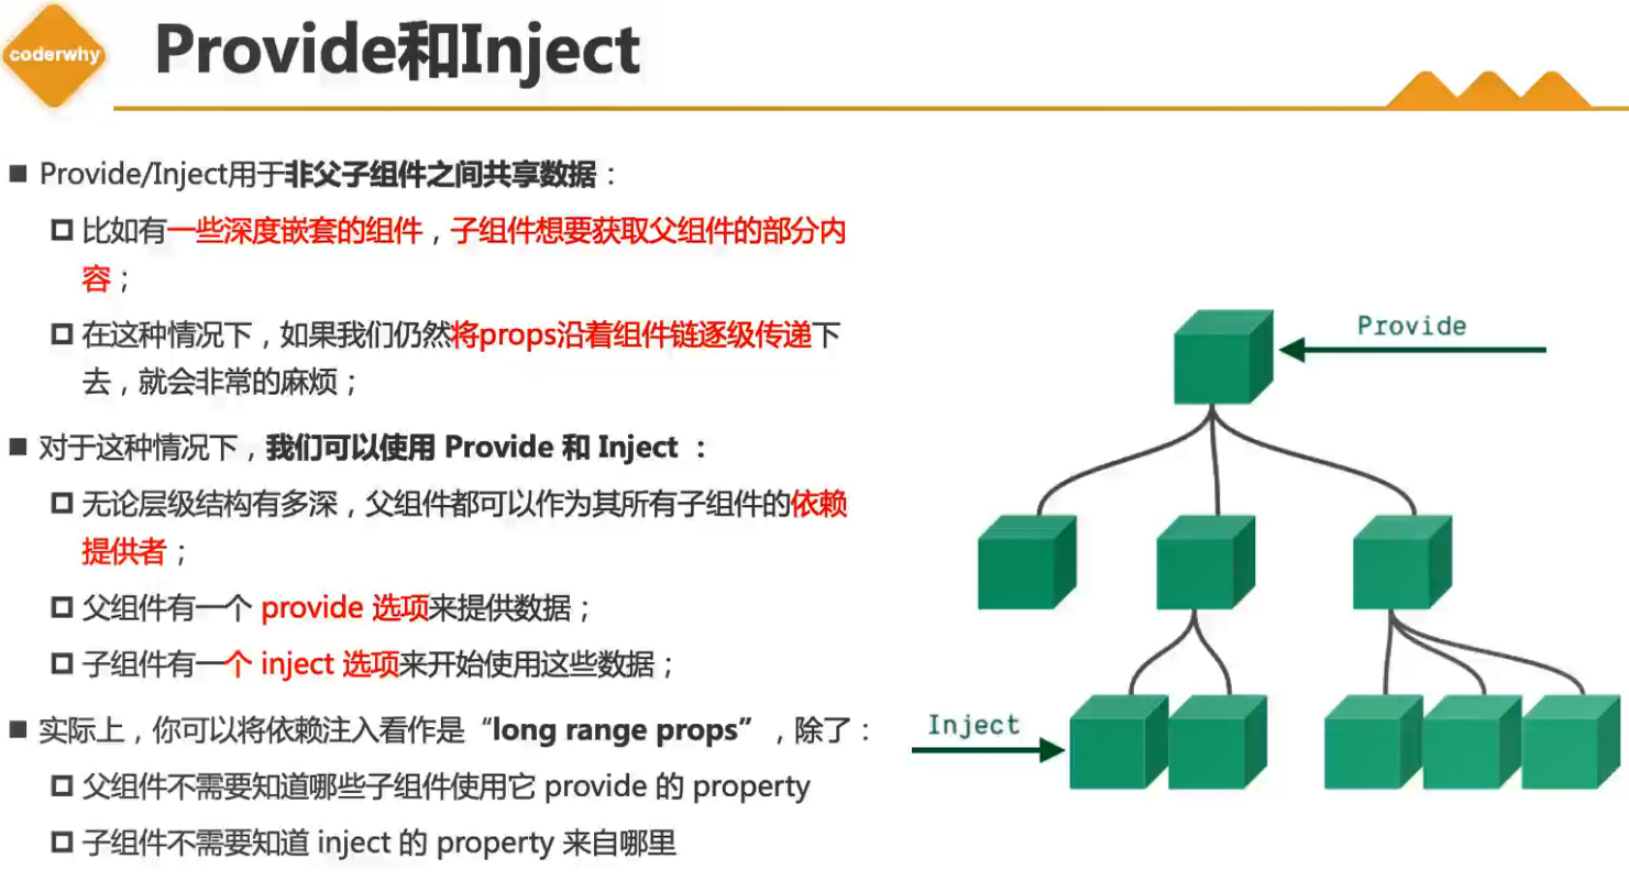 coderwhy
Provide和Inject
Provide/Inject用于非父子组件之间共享数据：
比如有一些深度嵌套的组件，子组件想要获取父组件的部分内
容；
在这种情况下，如果我们仍然将props沿着组件链逐级传递下
去，就会非常的麻烦；
对于这种情况下，我们可以使用 Provide 和 Inject ：
无论层级结构有多深，父组件都可以作为其所有子组件的依赖
提供者；
父组件有一个 provide 选项来提供数据；
子组件有一个 inject 选项来开始使用这些数据；
实际上，你可以将依赖注入看作是“long range props”，除了：
父组件不需要知道哪些子组件使用它 provide 的 property
子组件不需要知道 inject 的 property 来自哪里
Provide
Inject